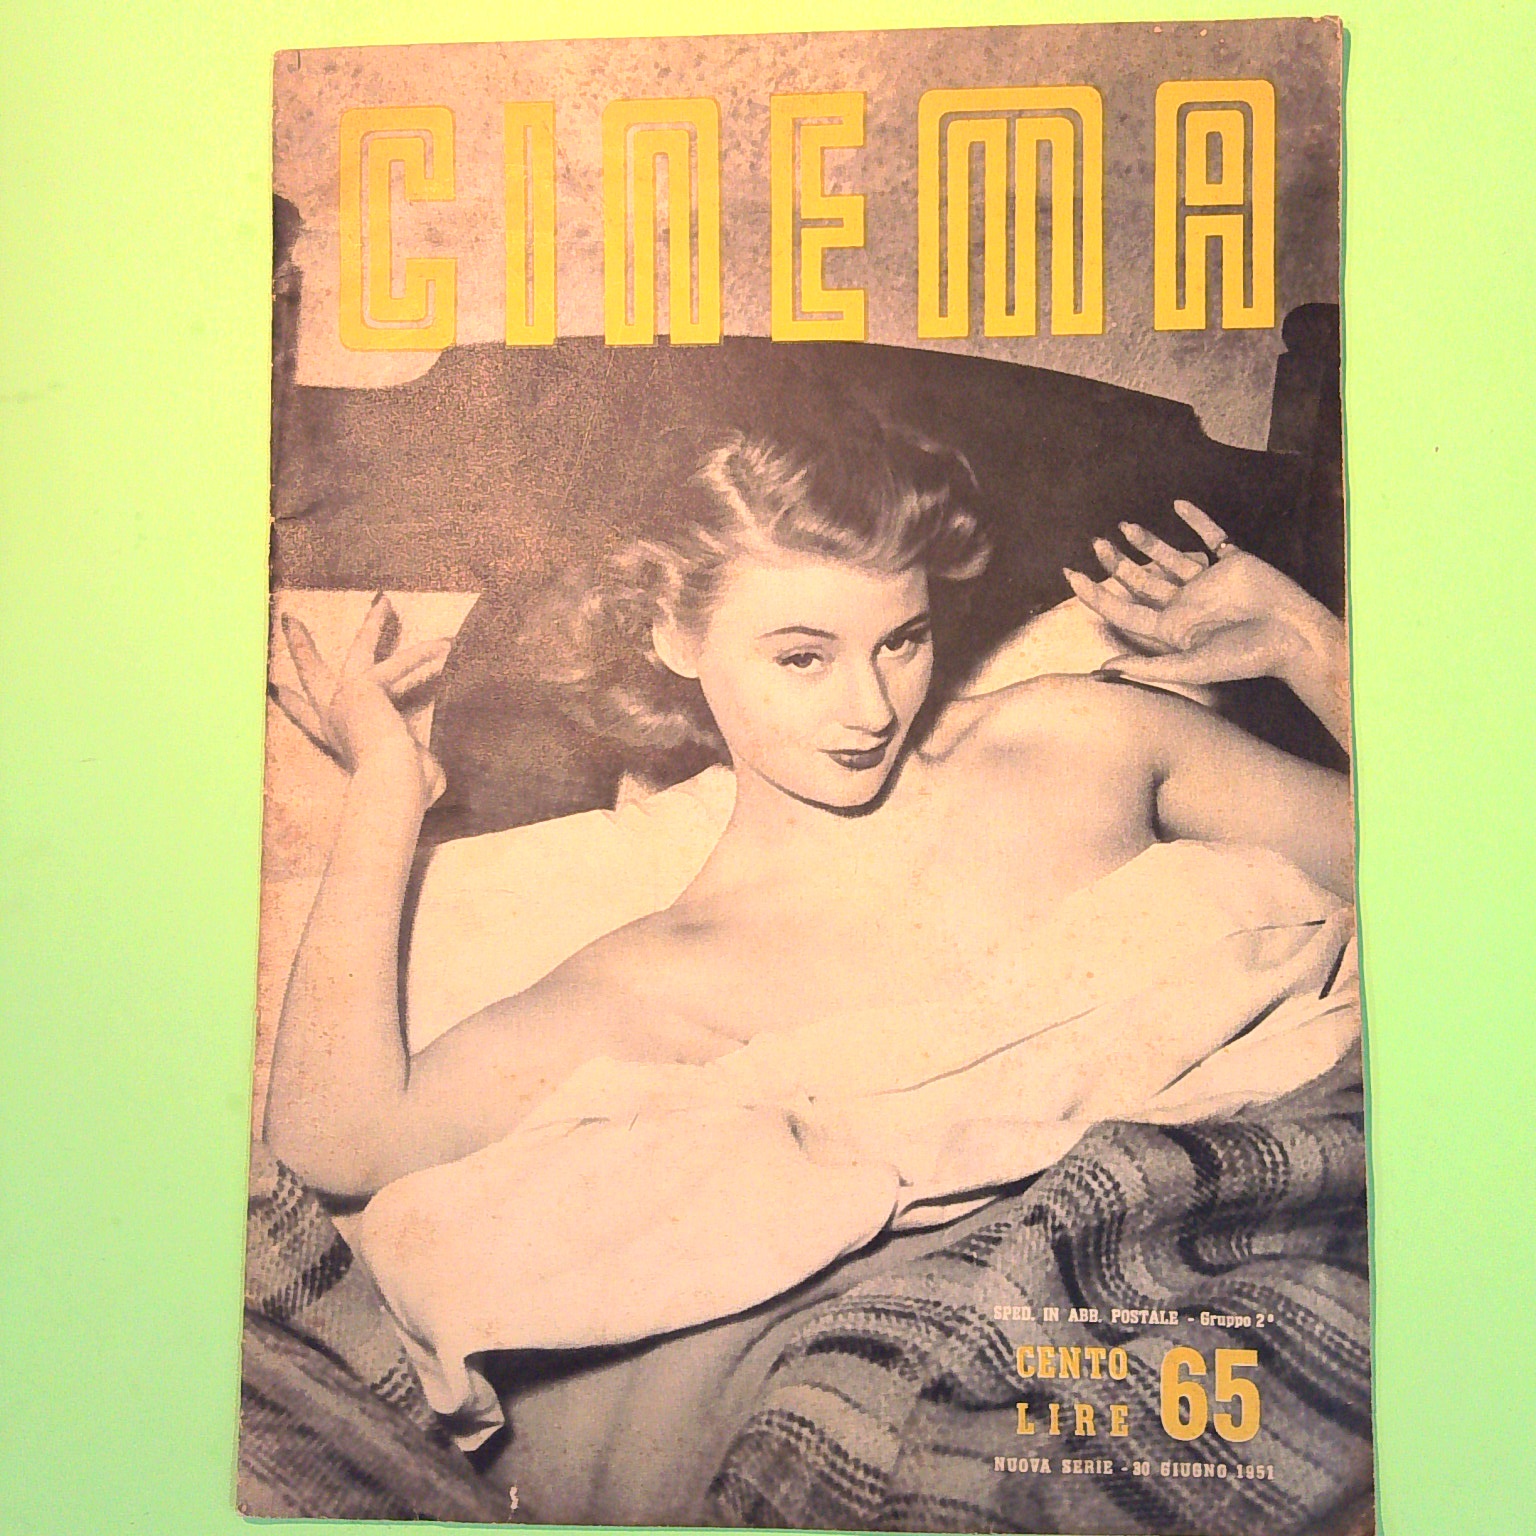 CINEMA
SPED. IN ABB. POSTALE - Gruppo 2°
CENTO
LIRE
65
NUOVA SERIE - 30 GIUGNO 1951